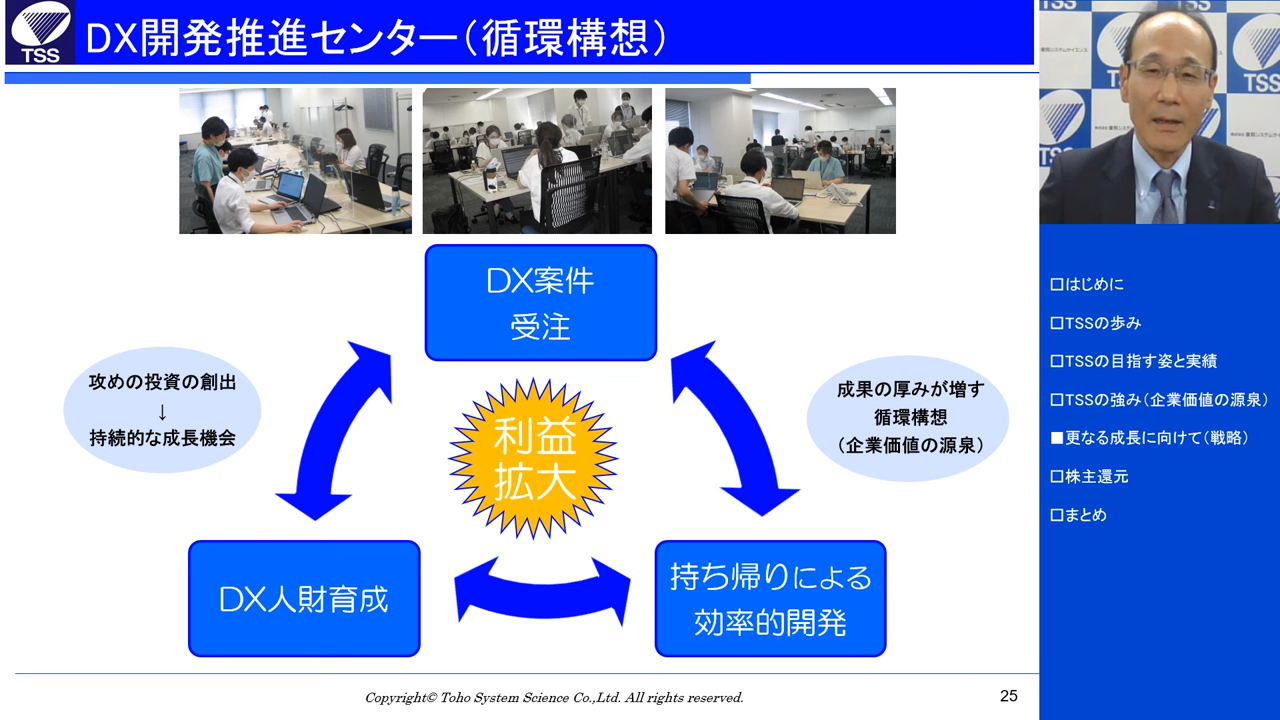 TSS
DX開発推進センター（循環構想）
DX案件
受注
攻めの投資の創出
↓
持続的な成長機会
利益
拡大
成果の厚みが増す
循環構想
（企業価値の源泉）
DX人財育成
持ち帰りによる
効率的開発
Copyright© Toho System Science Co.,Ltd. All rights reserved.
25
TSS
TSS
TSS
TSS
□はじめに
□TSSの歩み
□TSSの目指す姿と実績
□TSSの強み（企業価値の源泉）
■更なる成長に向けて（戦略）
□株主還元
□まとめ